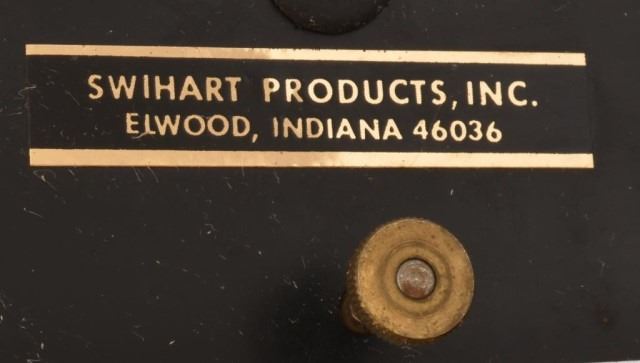 SWIHART PRODUCTS, INC.
ELWOOD, INDIANA 46036